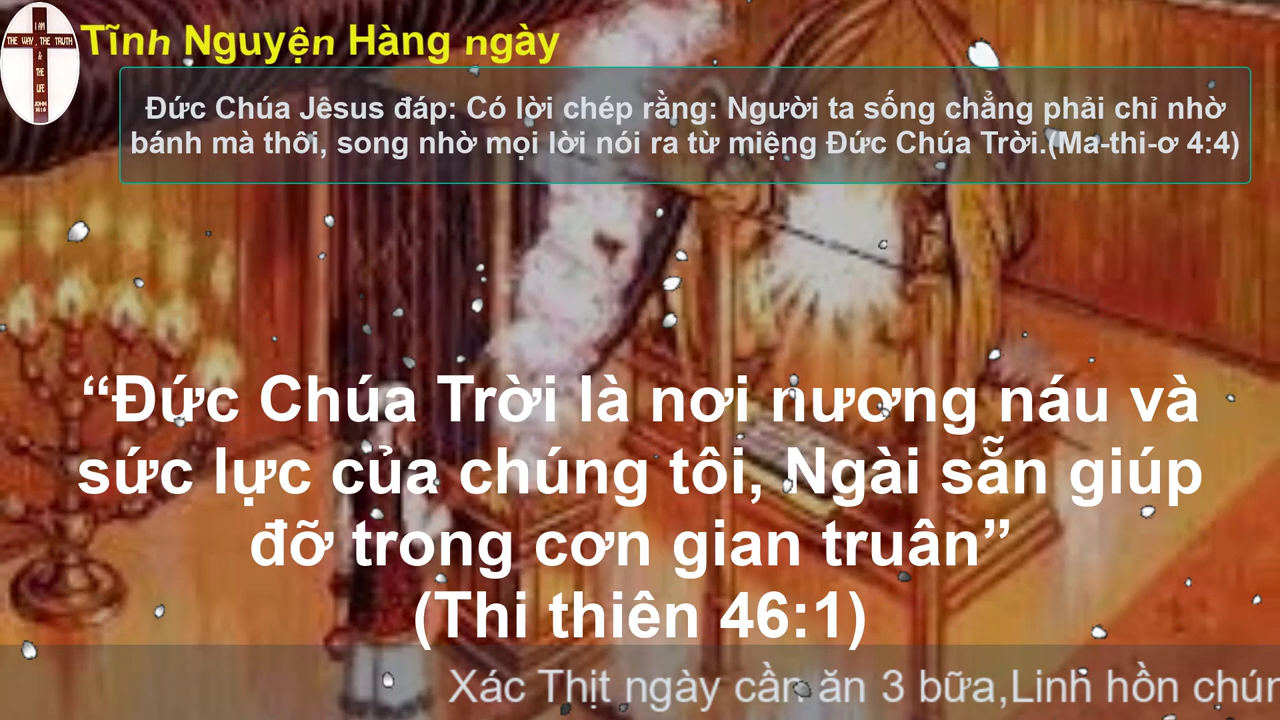 I AM
THE WAY, THE TRUTH
&
THE
LIFE
JOHN
Tĩnh Nguyện Hàng ngày
Đức Chúa Jêsus đáp: Có lời chép rằng: Người ta sống chẳng phải chỉ nhờ
bánh mà thôi, song nhờ mọi lời nói ra từ miệng Đức Chúa Trời.(Ma-thi-ơ 4:4)
“Đức Chúa Trời là nơi nương náu và
sức lực của chúng tôi, Ngài sẵn giúp
đỡ trong cơn gian truân”
(Thi thiên 46:1)
Xác Thịt ngày cần ăn 3 bữa,Linh hồn chún